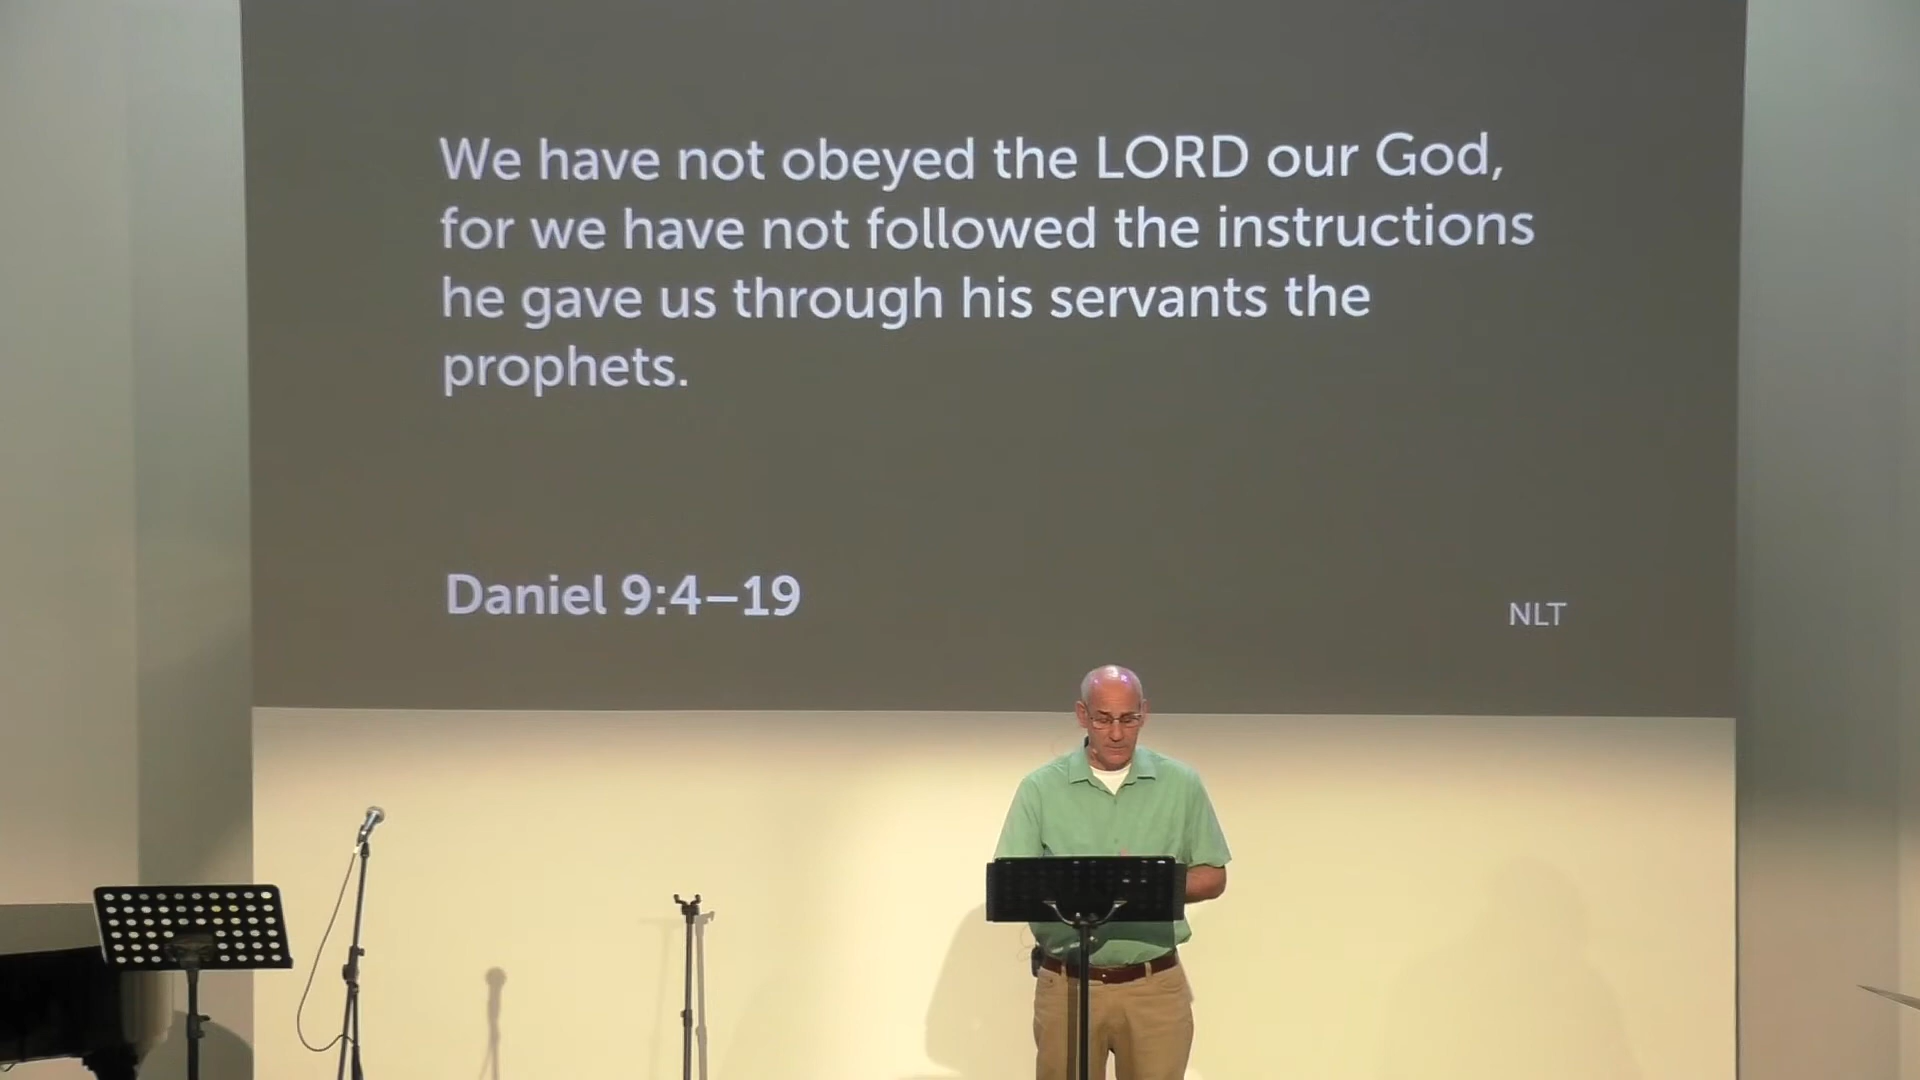 We have not obeyed the LORD our God,
for we have not followed the instructions
he gave us through his servants the
prophets.
Daniel 9:4–19
NLT